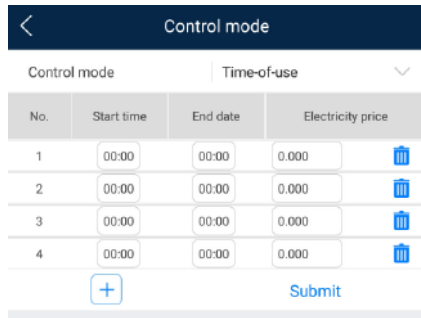 Control mode
Control mode Time-of-use
No. Start time End date Electricity price
1 00:00 00:00 0.000
2 00:00 00:00 0.000
3 00:00 00:00 0.000
4 00:00 00:00 0.000
+ Submit